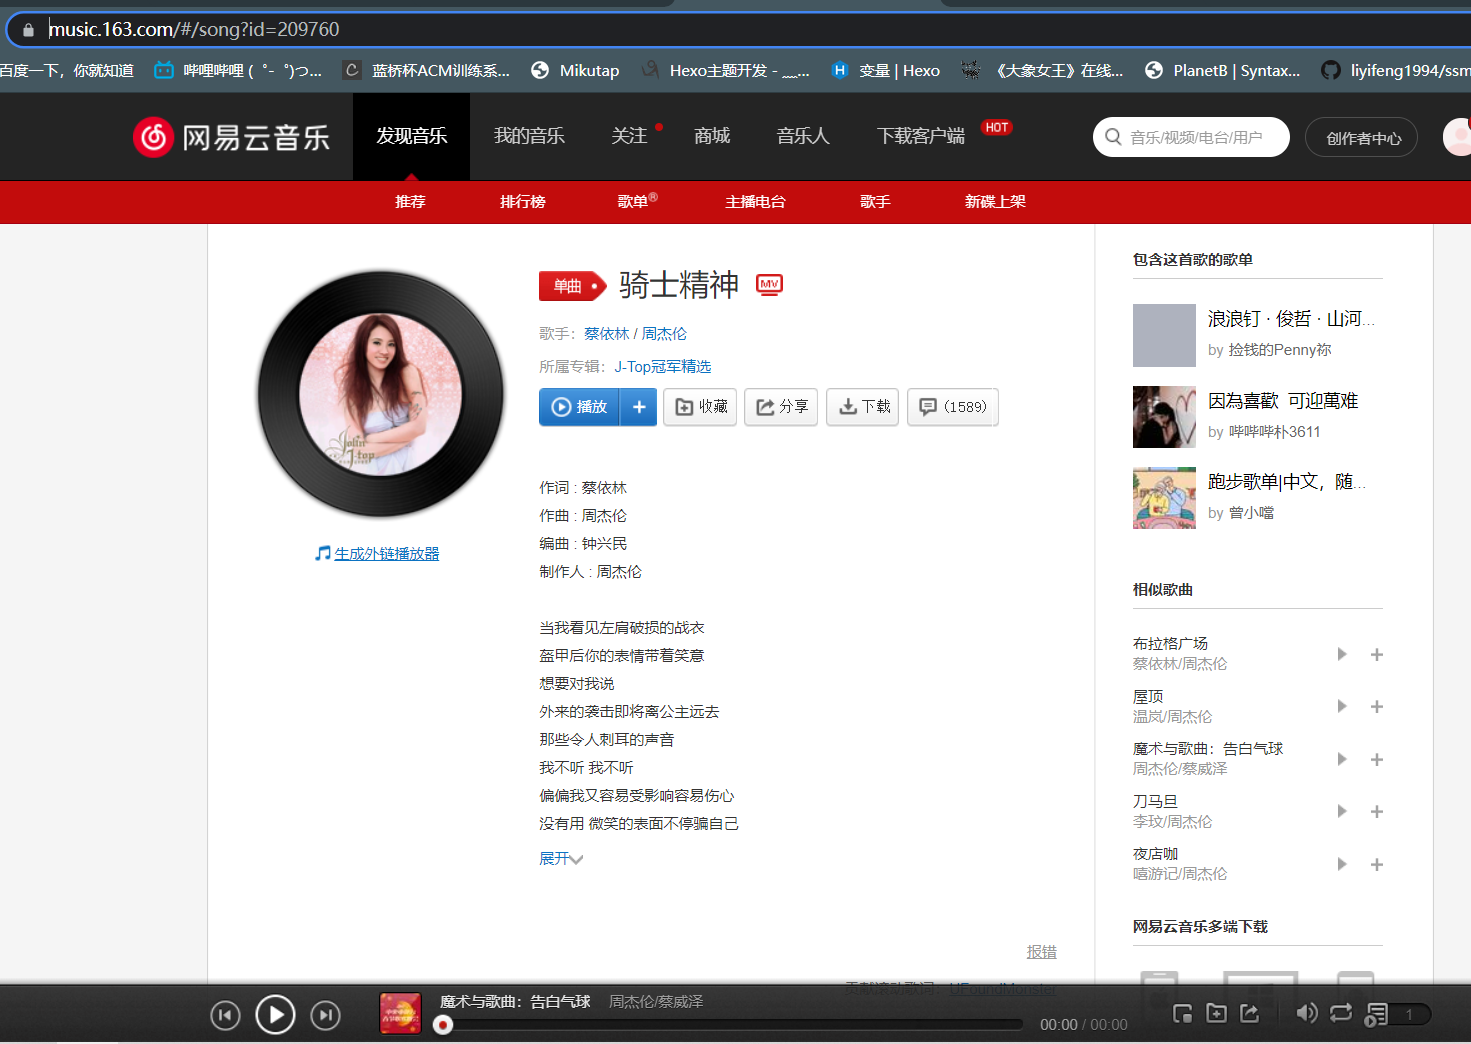 music.163.com/#/song?id=209760
百度一下，你就知道
哔哩哔哩 (゜-゜)つ...
蓝桥杯ACM训练系...
Mikutap
Hexo主题开发 - ......
变量 | Hexo
《大象女王》在线...
PlanetB | Syntax...
liyifeng1994/ssm
网易云音乐
发现音乐
我的音乐
关注
商城
音乐人
下载客户端
HOT
音乐/视频/电台/用户
创作者中心
推荐
排行榜
歌单®
主播电台
歌手
新碟上架
单曲
骑士精神
MV
歌手：蔡依林 / 周杰伦
所属专辑：J-Top冠军精选
播放
收藏
分享
下载
(1589)
Jolin
J-top
生成外链播放器
作词 : 蔡依林
作曲 : 周杰伦
编曲 : 钟兴民
制作人 : 周杰伦
当我看见左肩破损的战衣
盔甲后你的表情带着笑意
想要对我说
外来的袭击即将离公主远去
那些令人刺耳的声音
我不听 我不听
偏偏我又容易受影响容易伤心
没有用 微笑的表面不停骗自己
展开
报错
贡献滚动歌词：UFoundMonster
包含这首歌的歌单
浪浪钉 · 俊哲 · 山河...
by 捡钱的Penny祢
因為喜歡 可迎萬难
by 哔哔哔朴3611
跑步歌单|中文，随...
by 曾小噹
相似歌曲
布拉格广场
蔡依林/周杰伦
屋顶
温岚/周杰伦
魔术与歌曲：告白气球
周杰伦/蔡威泽
刀马旦
李玟/周杰伦
夜店咖
嘻游记/周杰伦
网易云音乐多端下载
魔术与歌曲：告白气球 周杰伦/蔡威泽
00:00 / 00:00
1